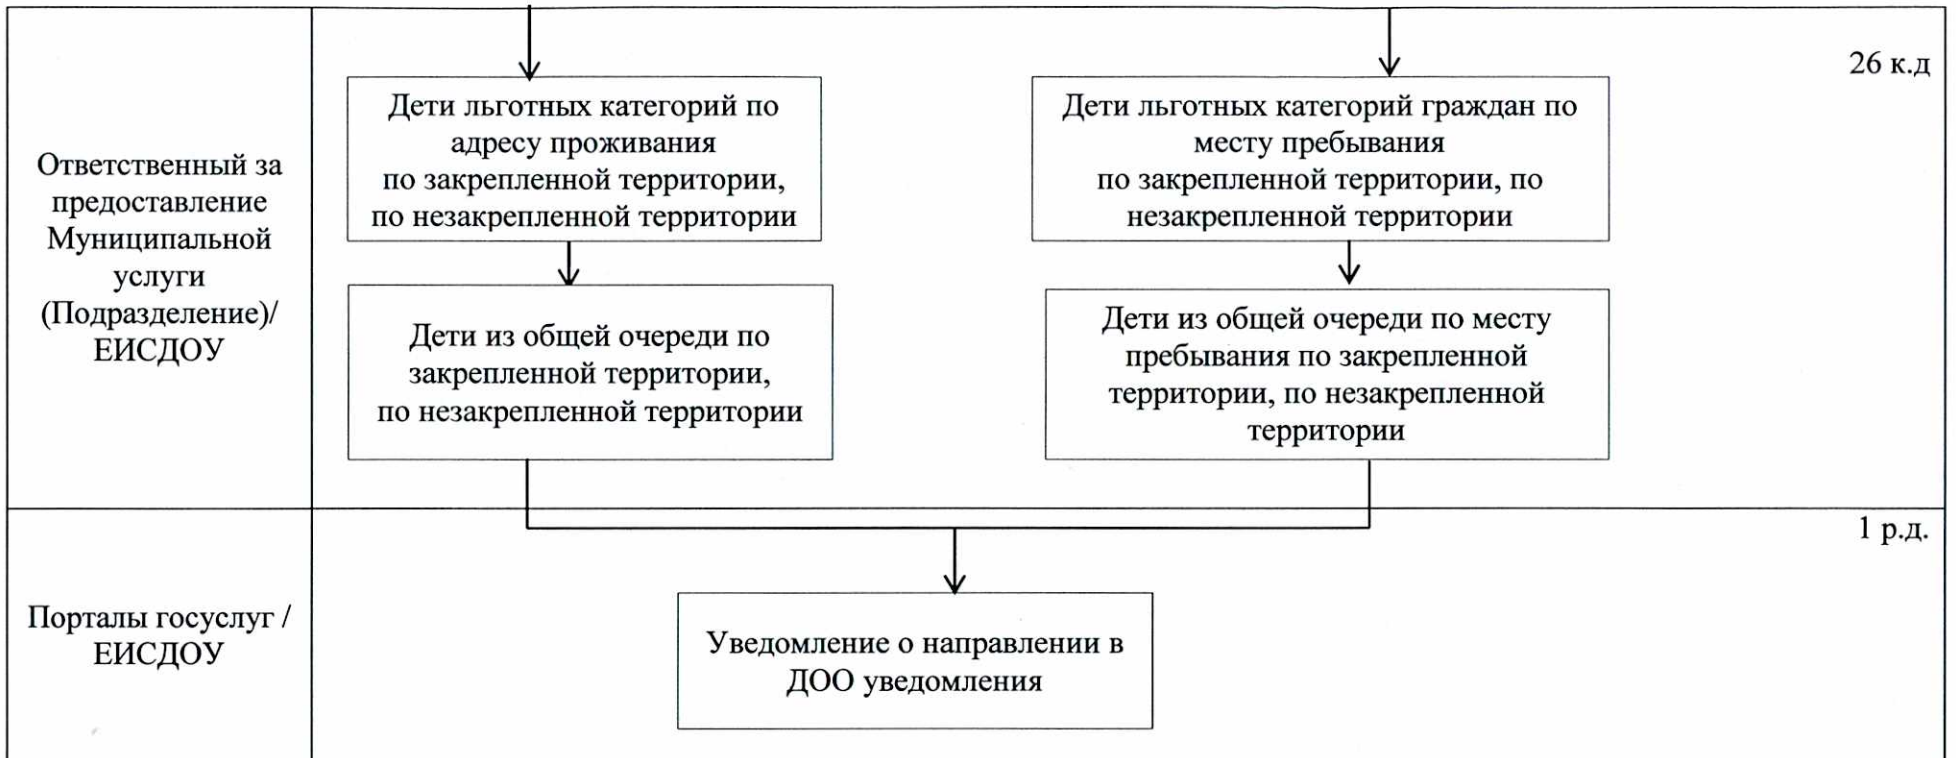 Ответственный за
предоставление
Муниципальной
услуги
(Подразделение)/
ЕИСДОУ
26 к.д
Дети льготных категорий по
адресу проживания
по закрепленной территории,
по незакрепленной территории
Дети льготных категорий граждан по
месту пребывания
по закрепленной территории, по
незакрепленной территории
Дети из общей очереди по
закрепленной территории,
по незакрепленной территории
Дети из общей очереди по месту
пребывания по закрепленной
территории, по незакрепленной
территории
Порталы госуслуг /
ЕИСДОУ
1 р.д.
Уведомление о направлении в
ДОО уведомления